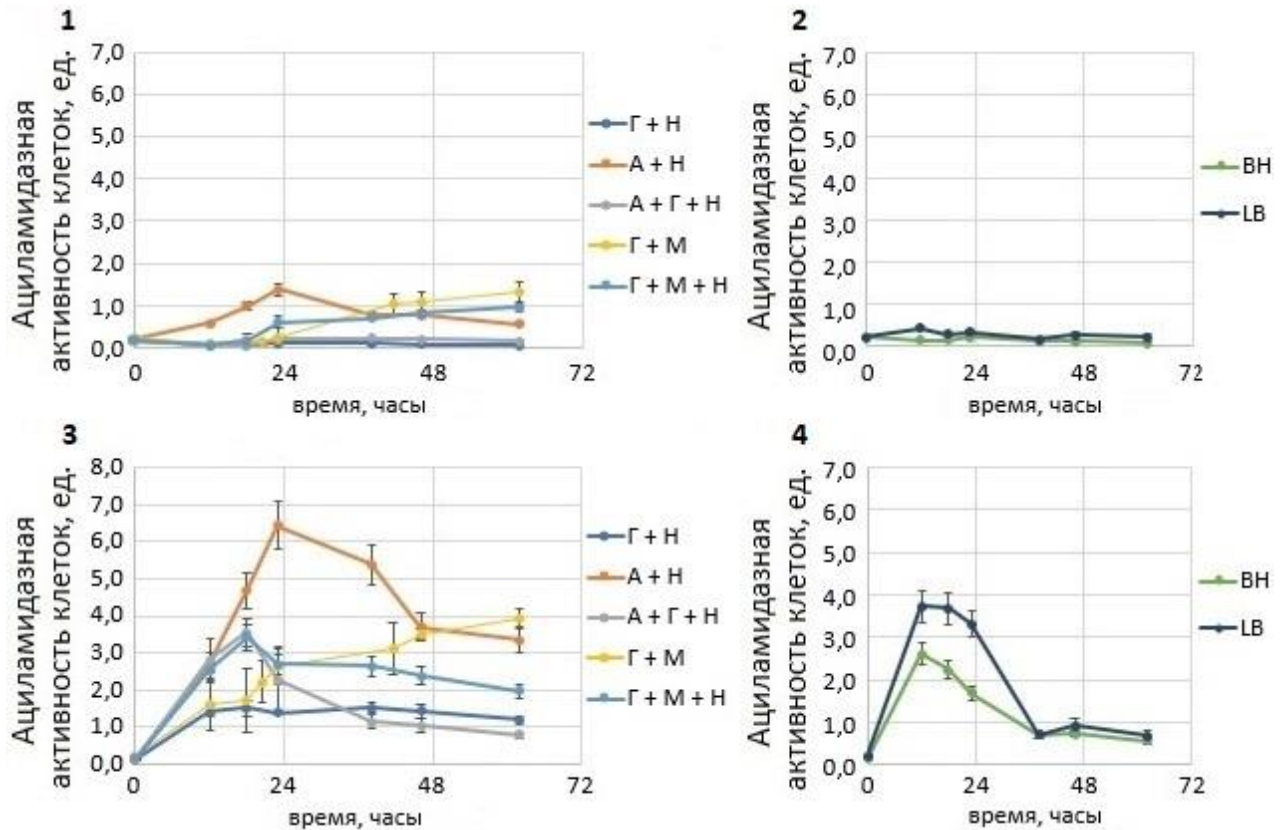 1
Ациламидазная
активность клеток, ед.
7,0
6,0
5,0
4,0
3,0
2,0
1,0
0,0
0 24 48 72
время, часы
Г + Н
А + Н
А + Г + Н
Г + М
Г + М + Н
2
Ациламидазная
активность клеток, ед.
7,0
6,0
5,0
4,0
3,0
2,0
1,0
0,0
0 24 48 72
время, часы
BH
LB
3
Ациламидазная
активность клеток, ед.
8,0
7,0
6,0
5,0
4,0
3,0
2,0
1,0
0,0
0 24 48 72
время, часы
Г + Н
А + Н
А + Г + Н
Г + М
Г + М + Н
4
Ациламидазная
активность клеток, ед.
7,0
6,0
5,0
4,0
3,0
2,0
1,0
0,0
0 24 48 72
время, часы
BH
LB